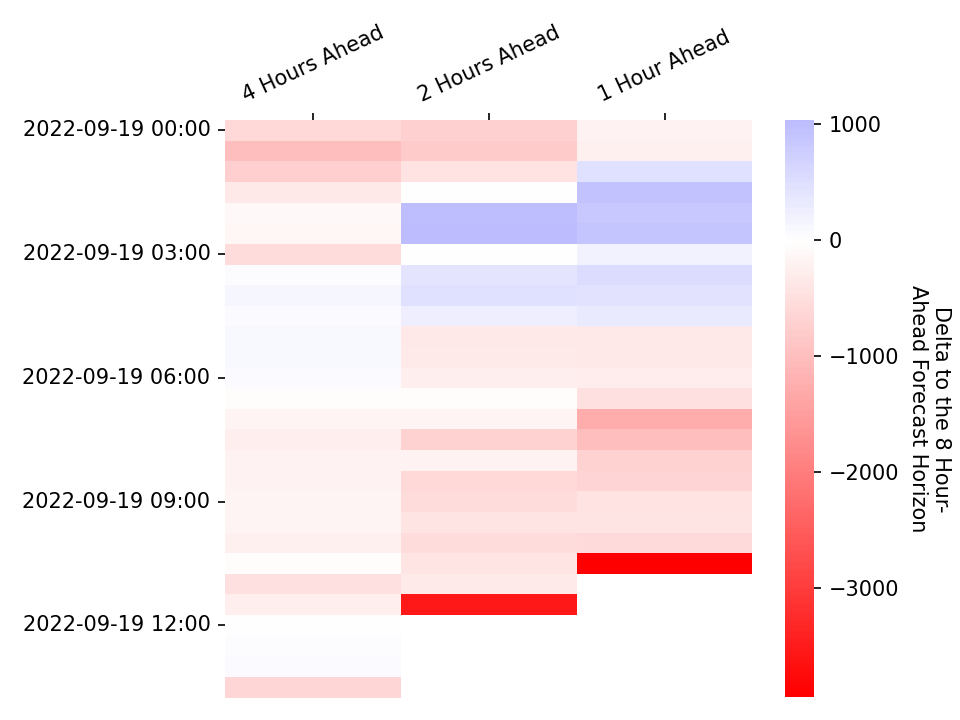 4 Hours Ahead
2 Hours Ahead
1 Hour Ahead
2022-09-19 00:00
2022-09-19 03:00
2022-09-19 06:00
2022-09-19 09:00
2022-09-19 12:00
1000
0
−1000
−2000
−3000
Delta to the 8 Hour-
Ahead Forecast Horizon